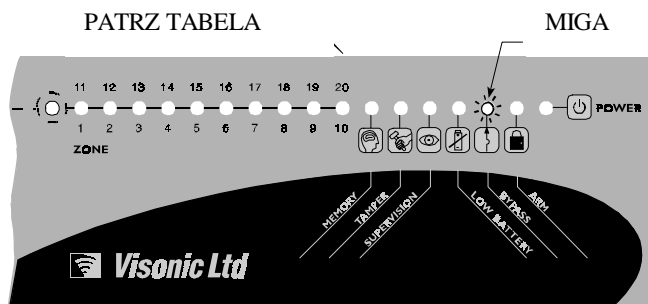 PATRZ TABELA
MIGA
11 12 13 14 15 16 17 18 19 20
POWER
1 2 3 4 5 6 7 8 9 10
ZONE
MEMORY
TAMPER
SUPERVISION
LOW BATTERY
BYPASS
ARM
Visonic Ltd